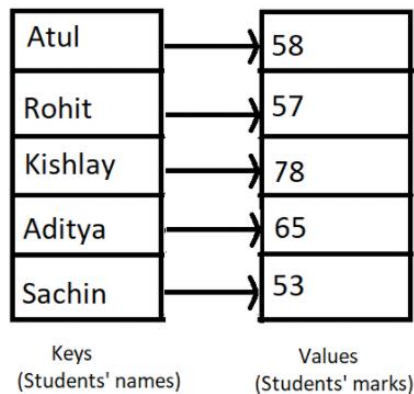 Atul 58
Rohit 57
Kishlay 78
Aditya 65
Sachin 53
Keys Values
(Students' names) (Students' marks)